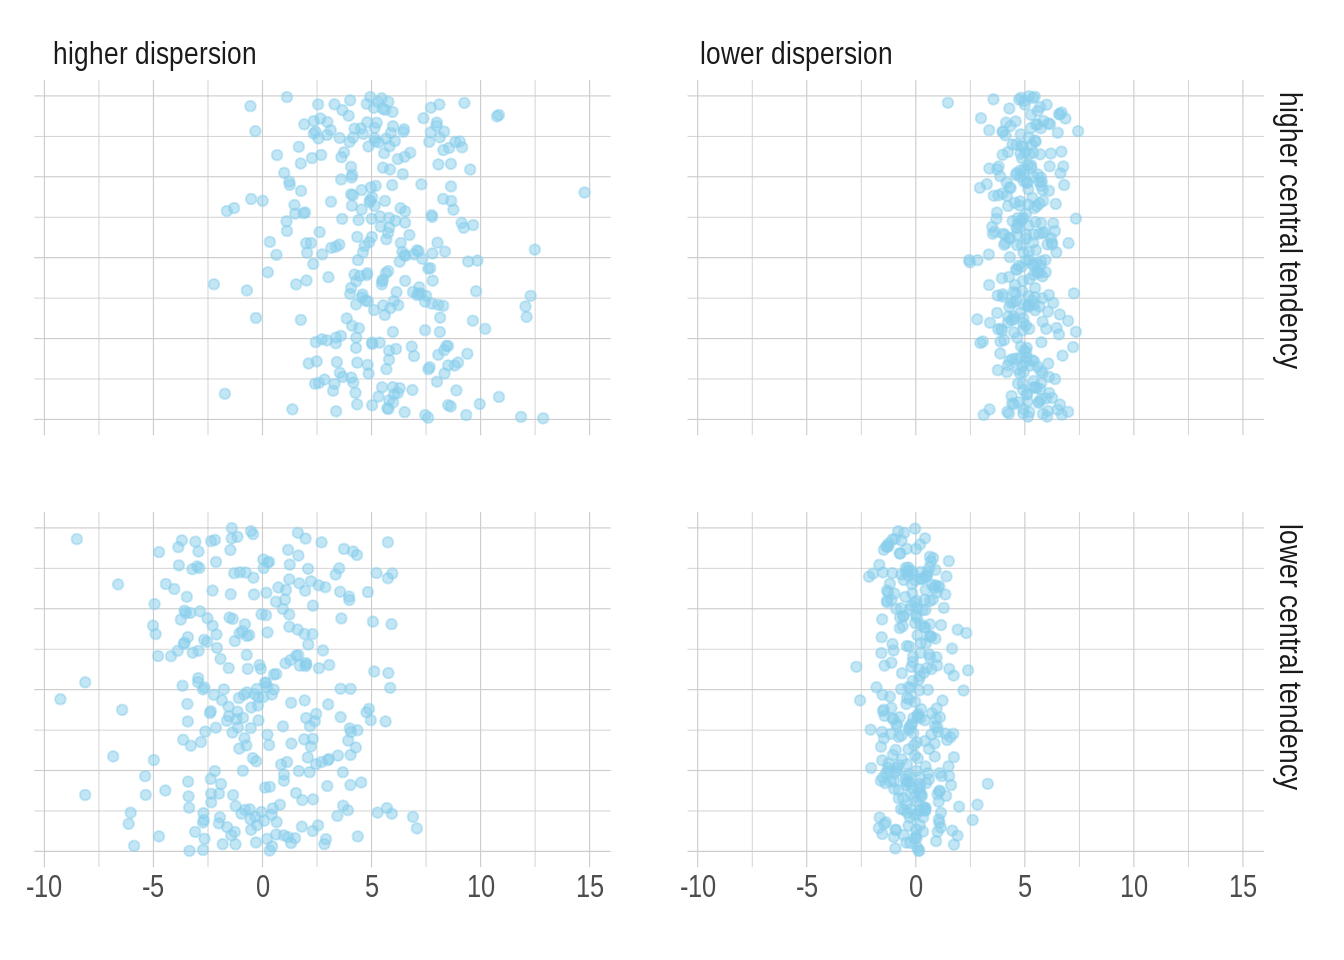 higher dispersion
lower dispersion
higher central tendency
lower central tendency
-10 -5 0 5 10 15
-10 -5 0 5 10 15